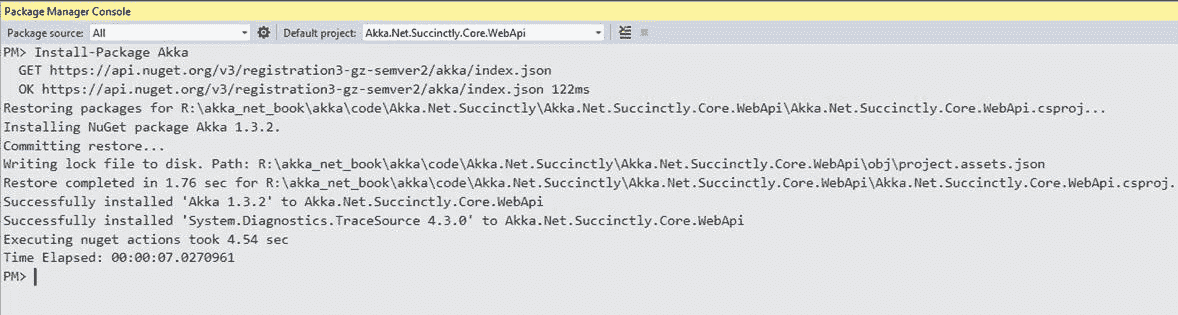 Package Manager Console
Package source: All Default project: Akka.Net.Succinctly.Core.WebApi
PM> Install-Package Akka
GET https://api.nuget.org/v3/registration3-gz-semver2/akka/index.json
OK https://api.nuget.org/v3/registration3-gz-semver2/akka/index.json 122ms
Restoring packages for R:\akka_net_book\akka\code\Akka.Net.Succinctly\Akka.Net.Succinctly.Core.WebApi\Akka.Net.Succinctly.Core.WebApi.csproj...
Installing NuGet package Akka 1.3.2.
Committing restore...
Writing lock file to disk. Path: R:\akka_net_book\akka\code\Akka.Net.Succinctly\Akka.Net.Succinctly.Core.WebApi\obj\project.assets.json
Restore completed in 1.76 sec for R:\akka_net_book\akka\code\Akka.Net.Succinctly\Akka.Net.Succinctly.Core.WebApi\Akka.Net.Succinctly.Core.WebApi.csproj.
Successfully installed 'Akka 1.3.2' to Akka.Net.Succinctly.Core.WebApi
Successfully installed 'System.Diagnostics.TraceSource 4.3.0' to Akka.Net.Succinctly.Core.WebApi
Executing nuget actions took 4.54 sec
Time Elapsed: 00:00:07.0270961
PM>